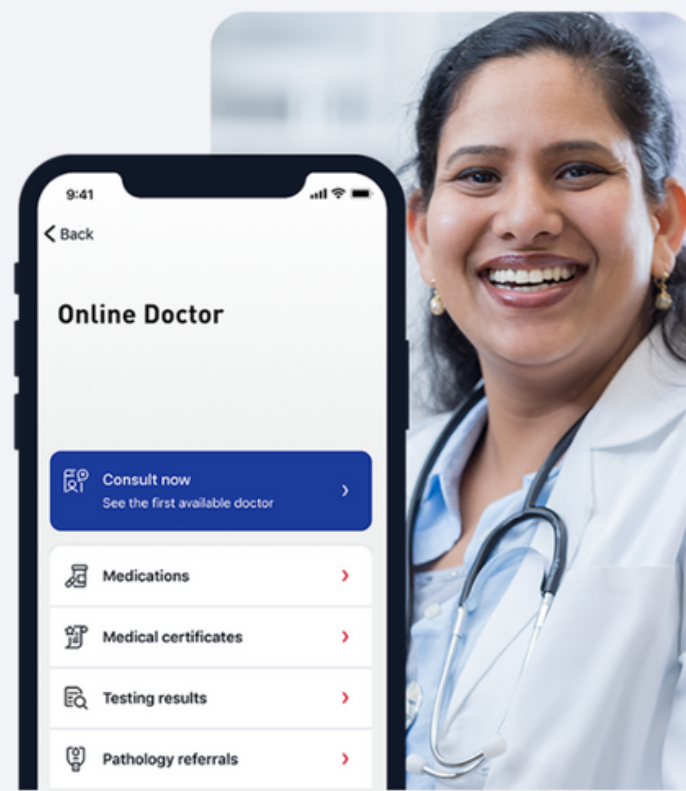 9:41
Back
Online Doctor
Consult now
See the first available doctor
Medications
Medical certificates
Testing results
Pathology referrals